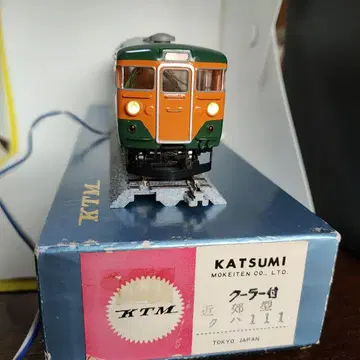 KTM
KTM
KATSUMI
MOKEITEN CO., LTD.
クーラー付
近郊型
クハ111
TOKYO JAPAN